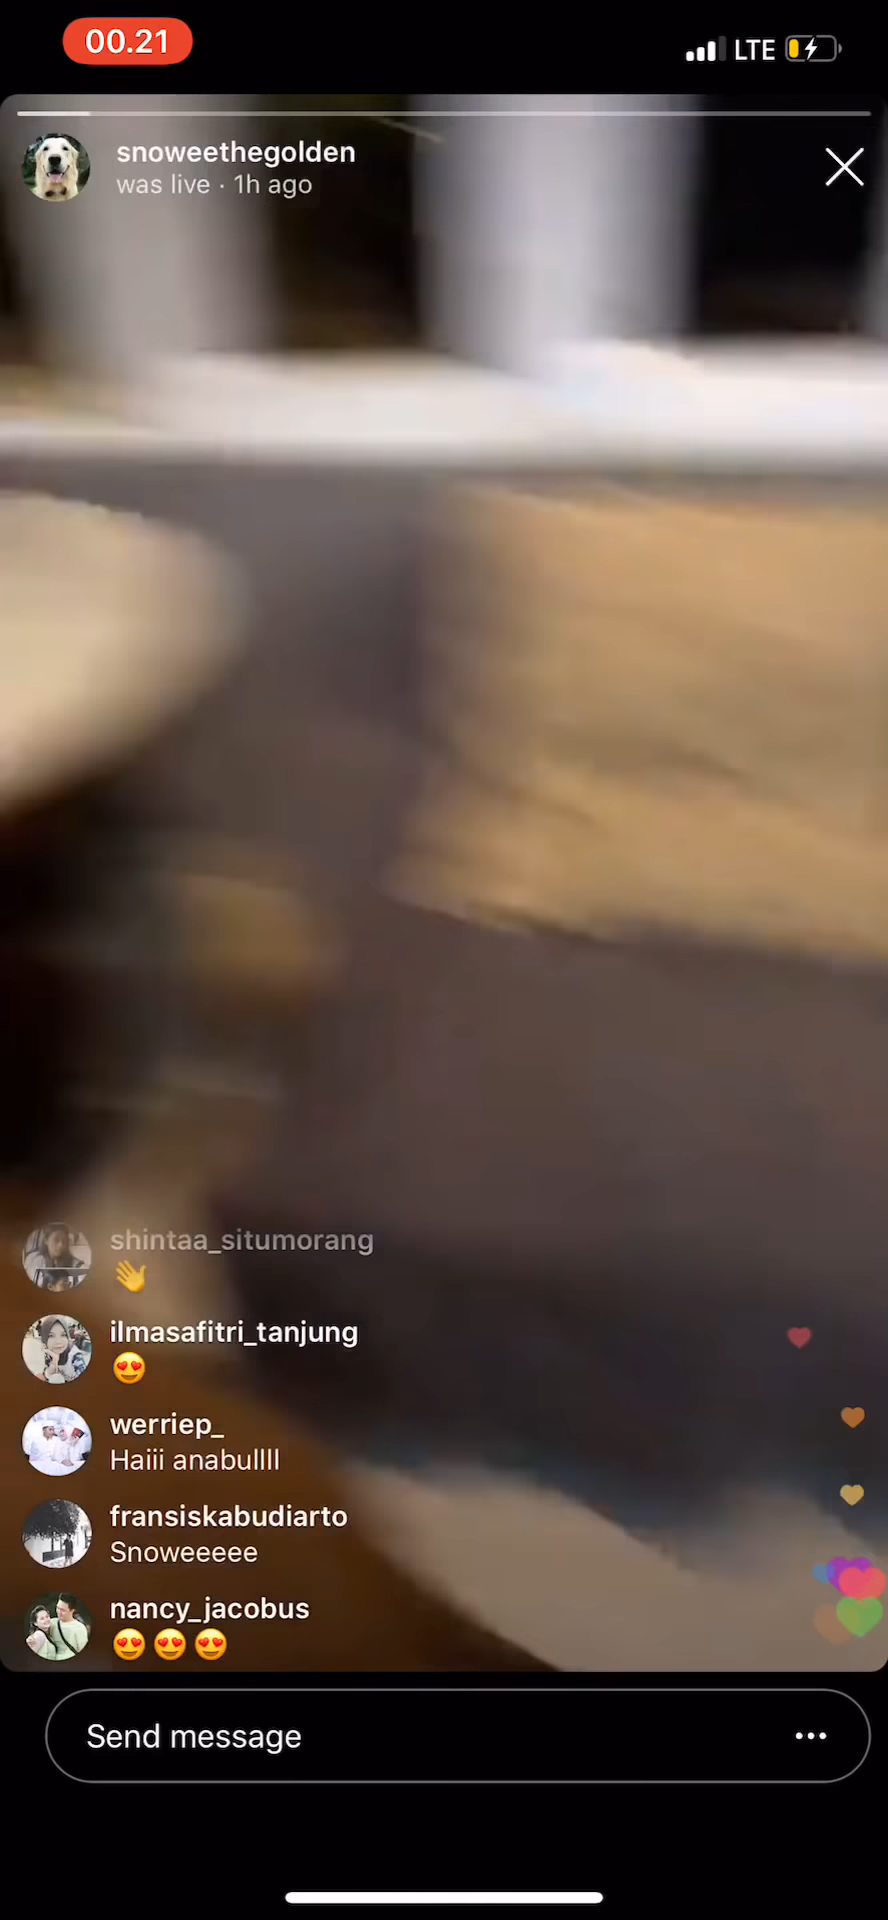 00.21
LTE
snoweethegolden
was live · 1h ago
shintaa_situmorang
👋
ilmasafitri_tanjung
😍
werriep_
Haiii anabullll
fransiskabudiarto
Snoweeeee
nancy_jacobus
😍😍😍
Send message